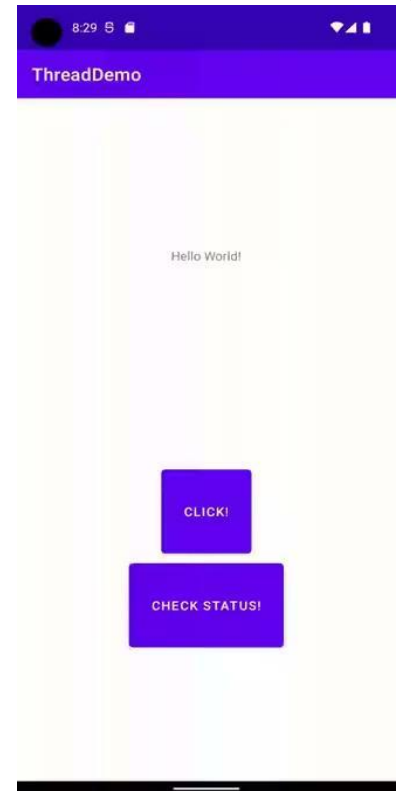 8:29
ThreadDemo
Hello World!
CLICK!
CHECK STATUS!